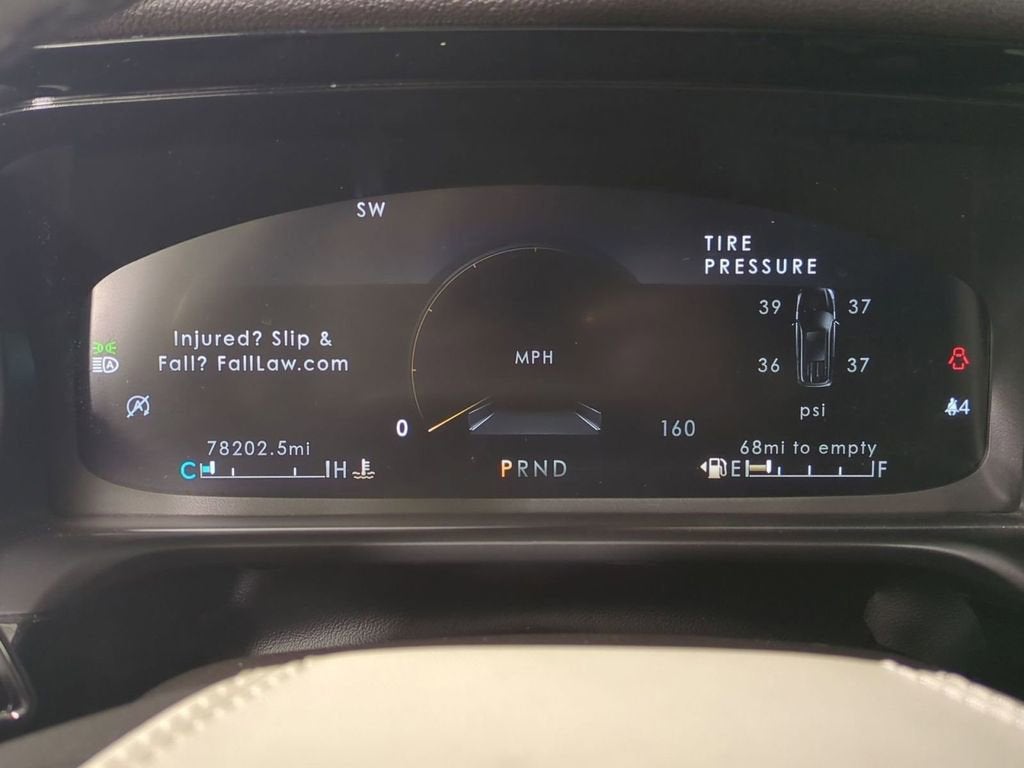 SW
TIRE
PRESSURE
39 37
Injured? Slip &
Fall? FallLaw.com
MPH
36 37
A
A
psi
0 160
78202.5mi
68mi to empty
C H
PRND
E F